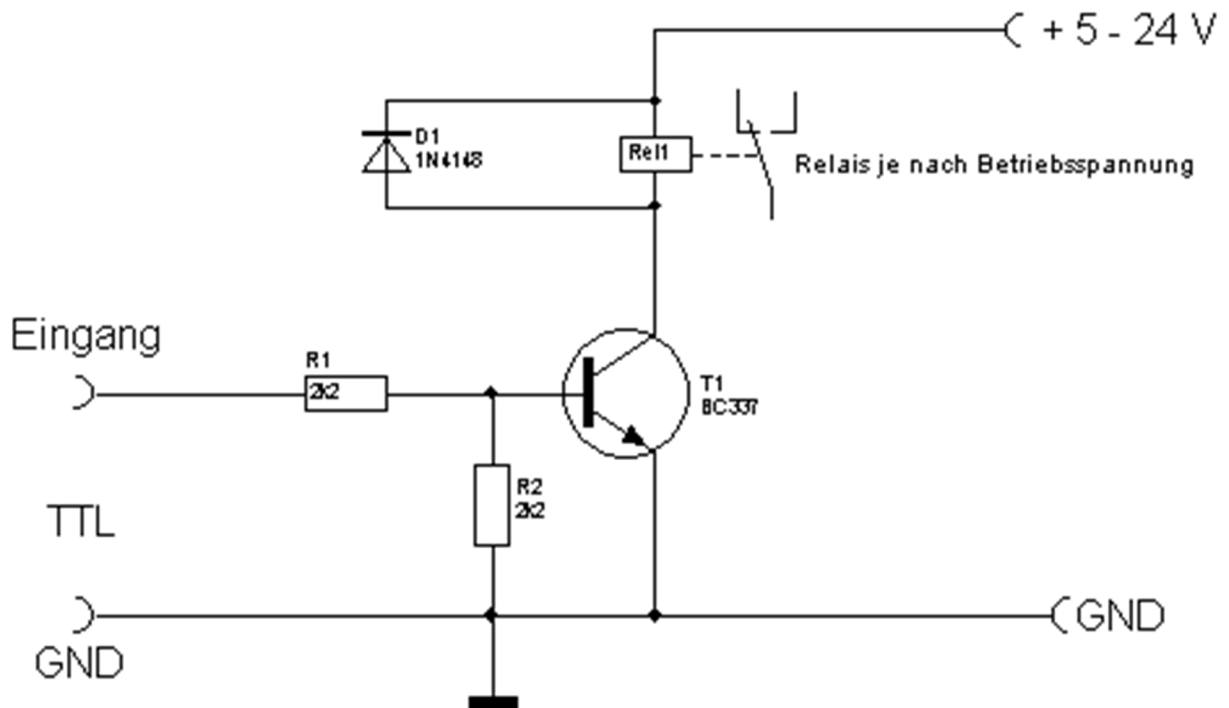 + 5 - 24 V
D1
1N4148
Rel1
Relais je nach Betriebsspannung
Eingang
R1
2k2
T1
BC337
R2
2k2
TTL
GND
GND